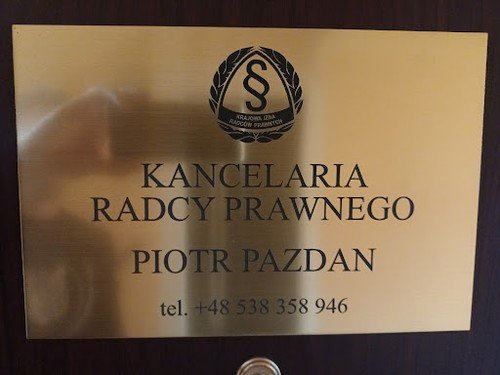 §
KRAJOWA IZBA
RADCÓW PRAWNYCH
KANCELARIA
RADCY PRAWNEGO
PIOTR PAZDAN
tel. +48 538 358 946